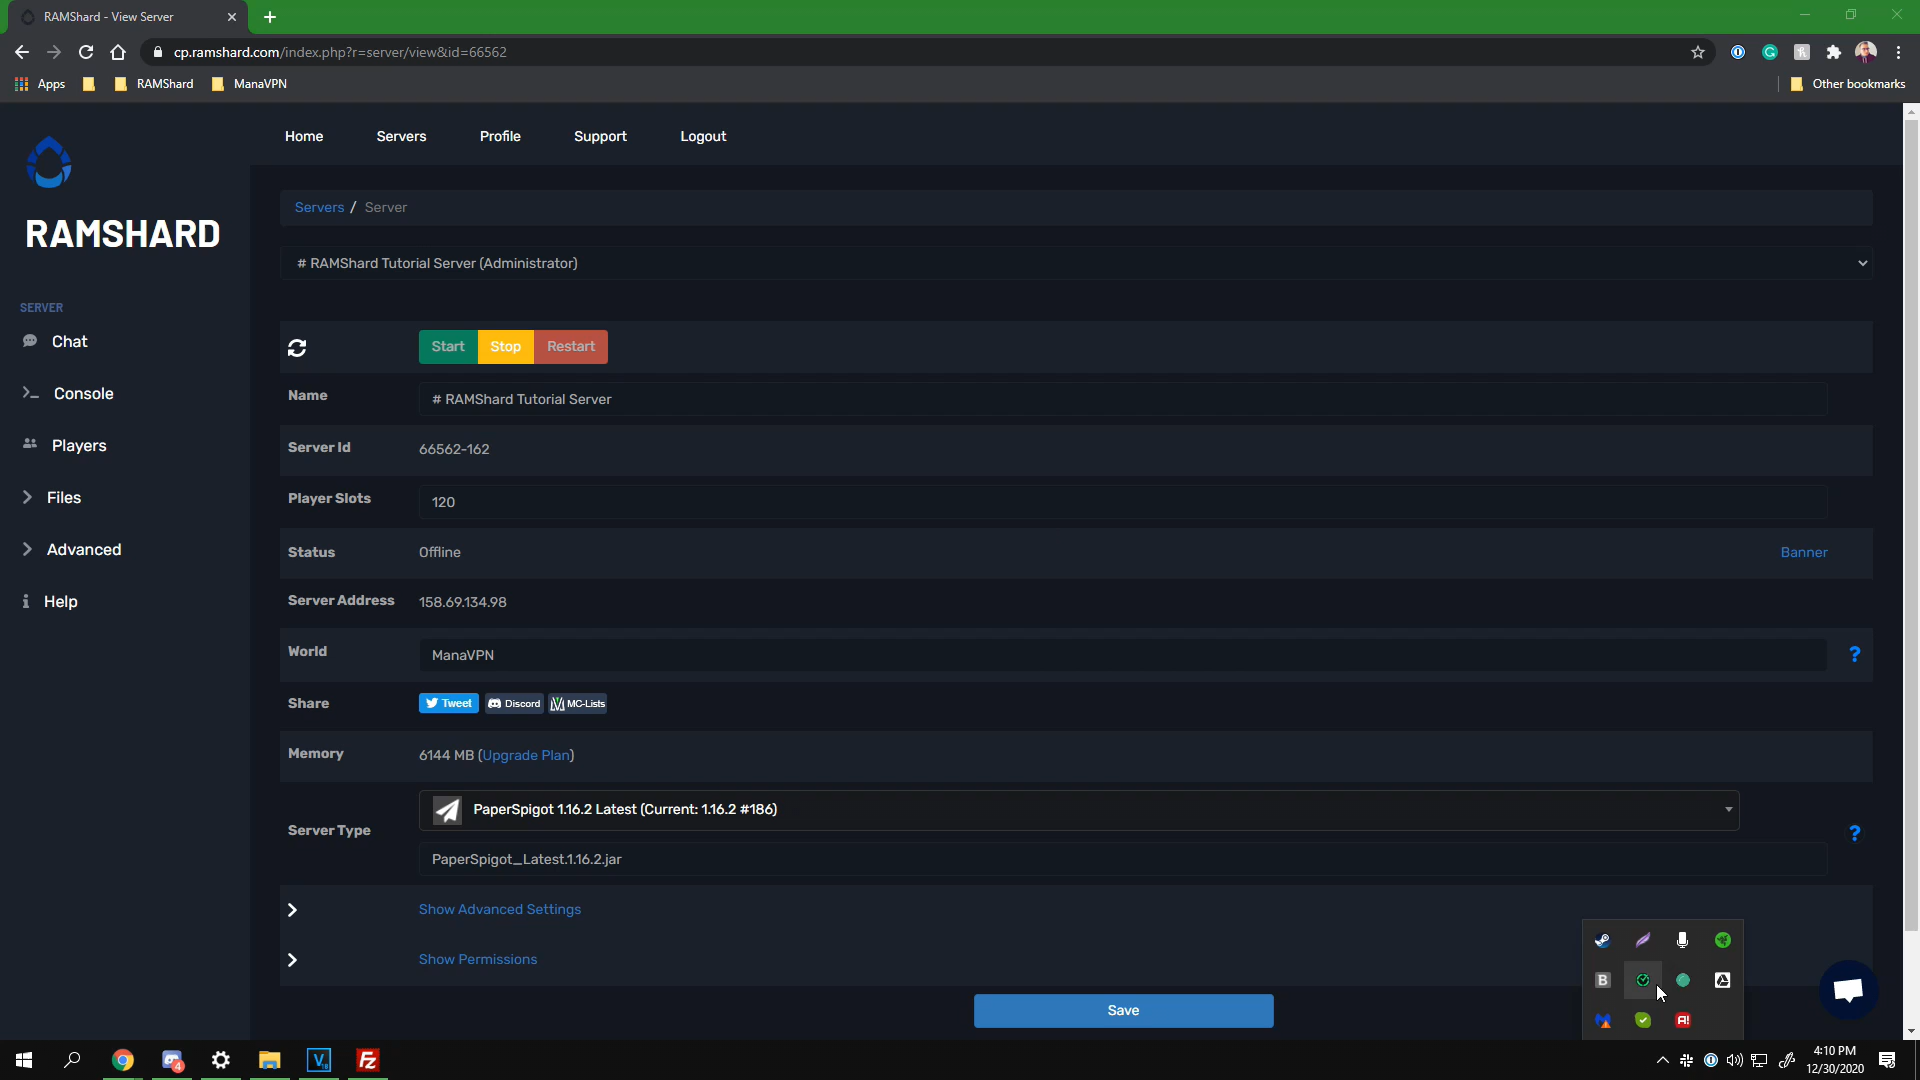 RAMShard - View Server
cp.ramshard.com/index.php?r=server/view&id=66562
Apps
RAMShard
ManaVPN
Other bookmarks
Home
Servers
Profile
Support
Logout
RAMSHARD
Servers / Server
# RAMShard Tutorial Server (Administrator)
SERVER
Chat
Console
Players
Files
Advanced
Help
Start
Stop
Restart
Name
# RAMShard Tutorial Server
Server Id
66562-162
Player Slots
120
Status
Offline
Banner
Server Address
158.69.134.98
World
ManaVPN
?
Share
Tweet
Discord
MC-Lists
Memory
6144 MB (Upgrade Plan)
Server Type
PaperSpigot 1.16.2 Latest (Current: 1.16.2 #186)
?
PaperSpigot_Latest.1.16.2.jar
Show Advanced Settings
Show Permissions
Save
B
A!
4
V
18
Fz
4:10 PM
12/30/2020